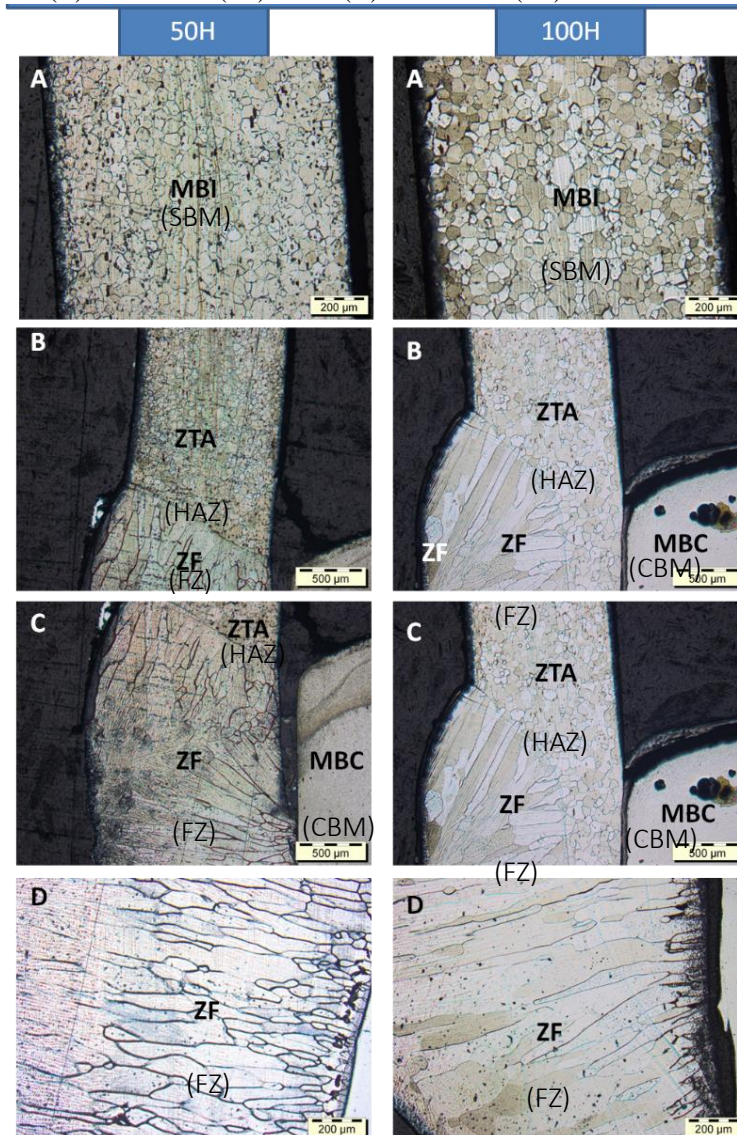 50H 100H
A A
MBI MBI
(SBM)
(SBM)
200 µm 200 µm
B B
ZTA ZTA
(HAZ) (HAZ)
ZF ZF ZF MBC
(FZ) (CBM)
500 µm 500 µm
C ZTA (FZ) C
(HAZ) ZTA
ZF MBC (HAZ)
ZF MBC
(FZ) (CBM) (CBM)
500 µm 500 µm
(FZ)
D D
ZF ZF
(FZ) (FZ)
200 µm 200 µm